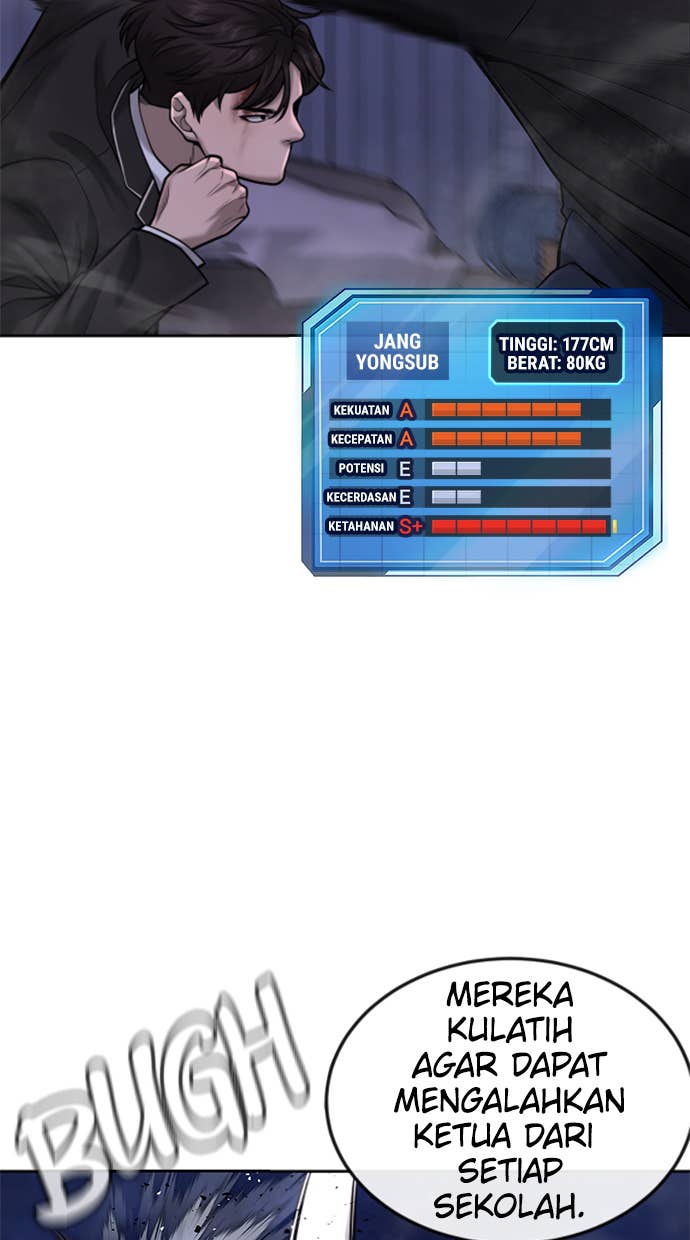 JANG
YONGSUB
TINGGI: 177CM
BERAT: 80KG
KEKUATAN A
KECEPATAN A
POTENSI E
KECERDASAN E
KETAHANAN S+
BUGH
MEREKA
KULATIH
AGAR DAPAT
MENGALAHKAN
KETUA DARI
SETIAP
SEKOLAH.